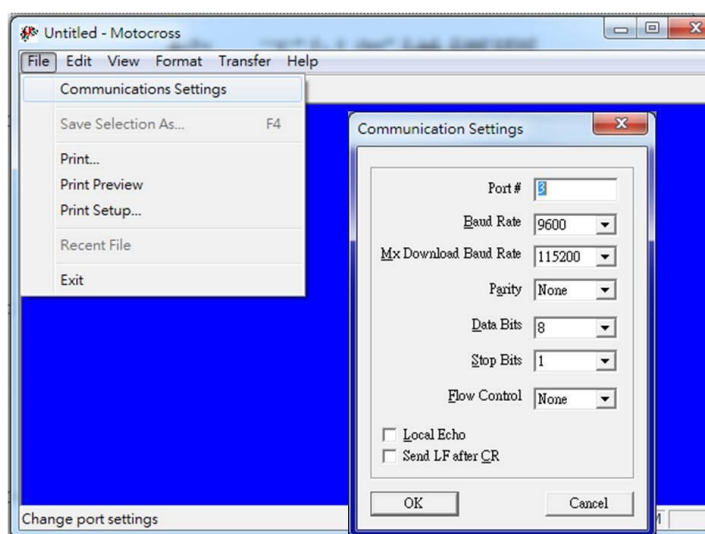 Untitled - Motocross
File Edit View Format Transfer Help
Communications Settings
Save Selection As... F4
Print...
Print Preview
Print Setup...
Recent File
Exit
Communication Settings
Port # 3
Baud Rate 9600
Mx Download Baud Rate 115200
Parity None
Data Bits 8
Stop Bits 1
Flow Control None
Local Echo
Send LF after CR
OK Cancel
Change port settings